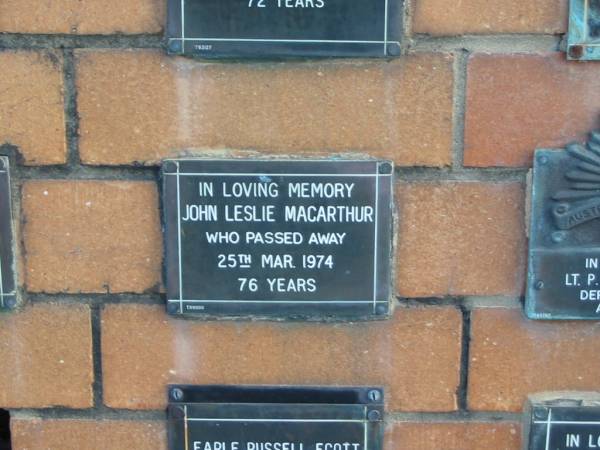 72 YEARS
IN LOVING MEMORY
JOHN LESLIE MACARTHUR
WHO PASSED AWAY
25TH MAR. 1974
76 YEARS
EARLE RUSSELL
IN
LT. P.
IN